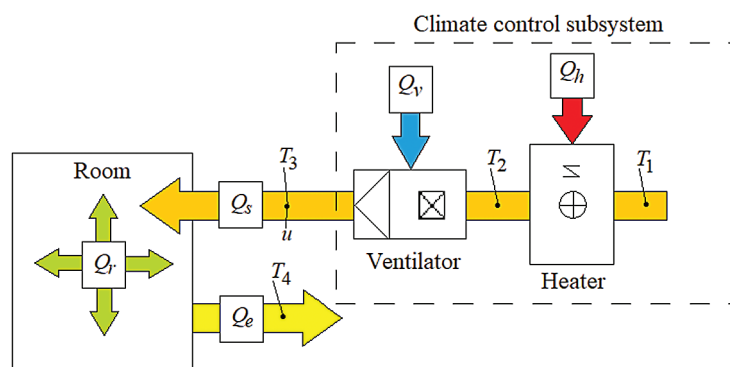 Climate control subsystem
Qv
Qh
Room
T3
T2
T1
Qs
u
Qr
Ventilator
Heater
T4
Qe